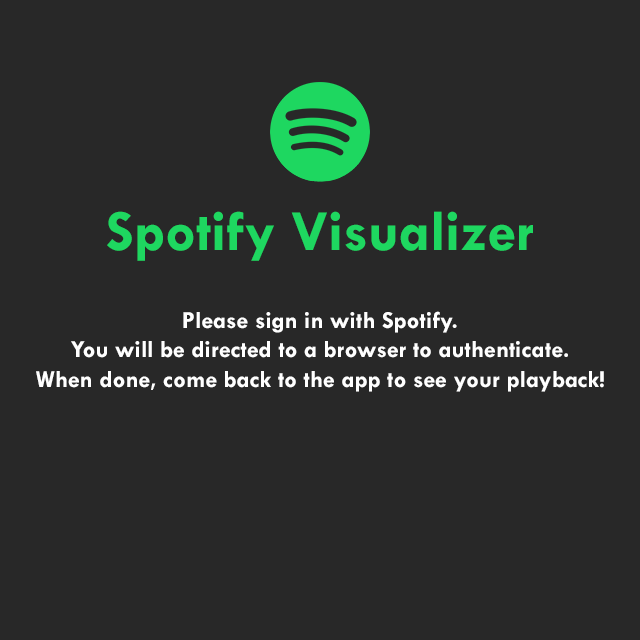 Spotify Visualizer
Please sign in with Spotify.
You will be directed to a browser to authenticate.
When done, come back to the app to see your playback!